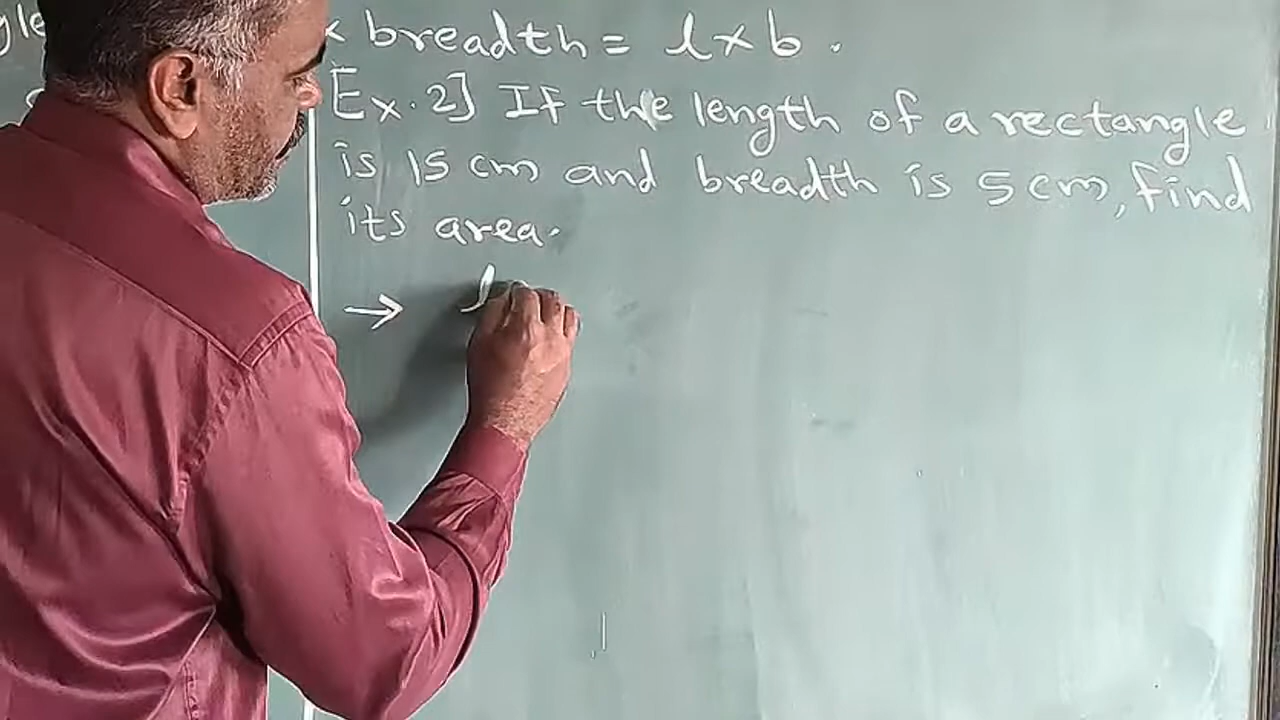 × breadth = l × b .
Ex. 2] If the length of a rectangle
is 15 cm and breadth is 5 cm, find
its area.
→ l